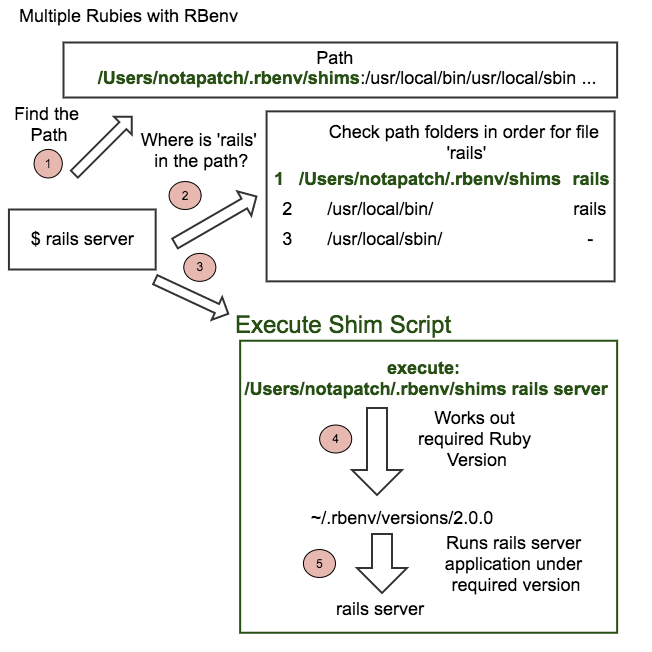 Multiple Rubies with RBenv
Path
/Users/notapatch/.rbenv/shims:/usr/local/bin/usr/local/sbin ...
Find the
Path
1
Where is 'rails'
in the path?
2
Check path folders in order for file
'rails'
1 /Users/notapatch/.rbenv/shims rails
2 /usr/local/bin/ rails
3 /usr/local/sbin/ -
$ rails server
3
Execute Shim Script
execute:
/Users/notapatch/.rbenv/shims rails server
4
Works out
required Ruby
Version
~/.rbenv/versions/2.0.0
5
Runs rails server
application under
required version
rails server